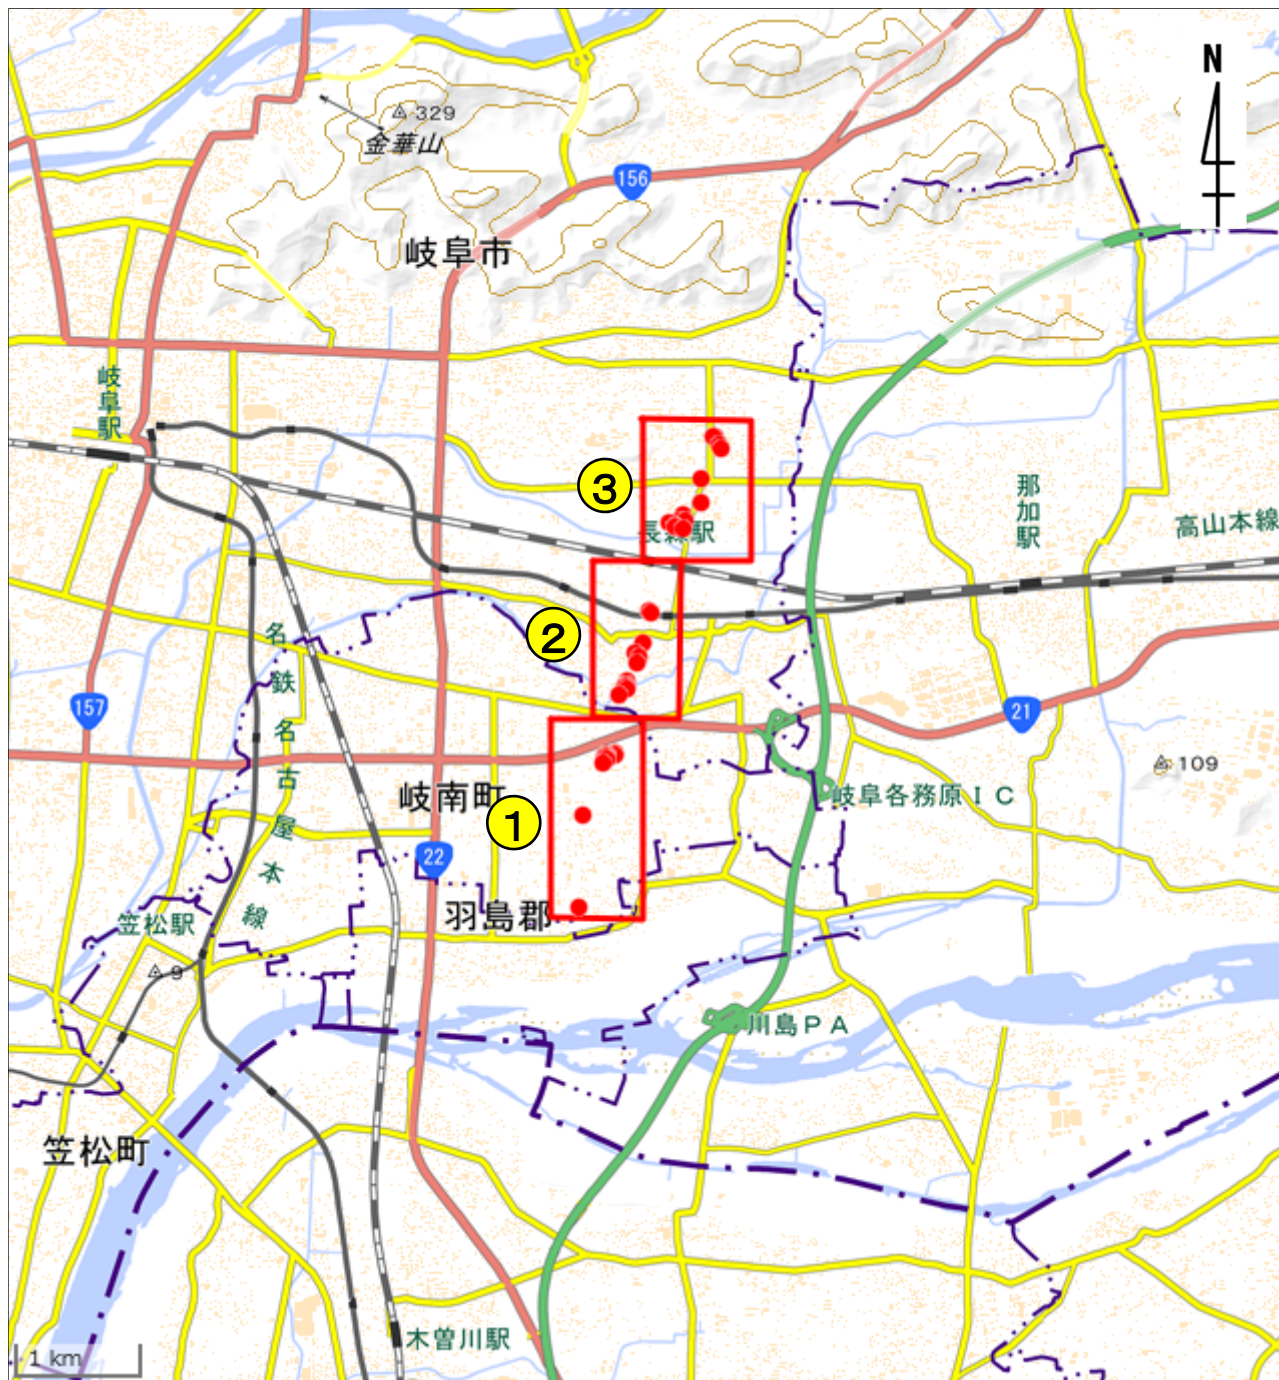 N
329
金華山
156
岐阜市
岐阜駅
③
長森駅
那加駅
高山本線
②
名鉄名古屋本線
157
21
109
岐南町
岐阜各務原IC
①
22
羽島郡
笠松駅
9
川島PA
笠松町
木曽川駅
1 km